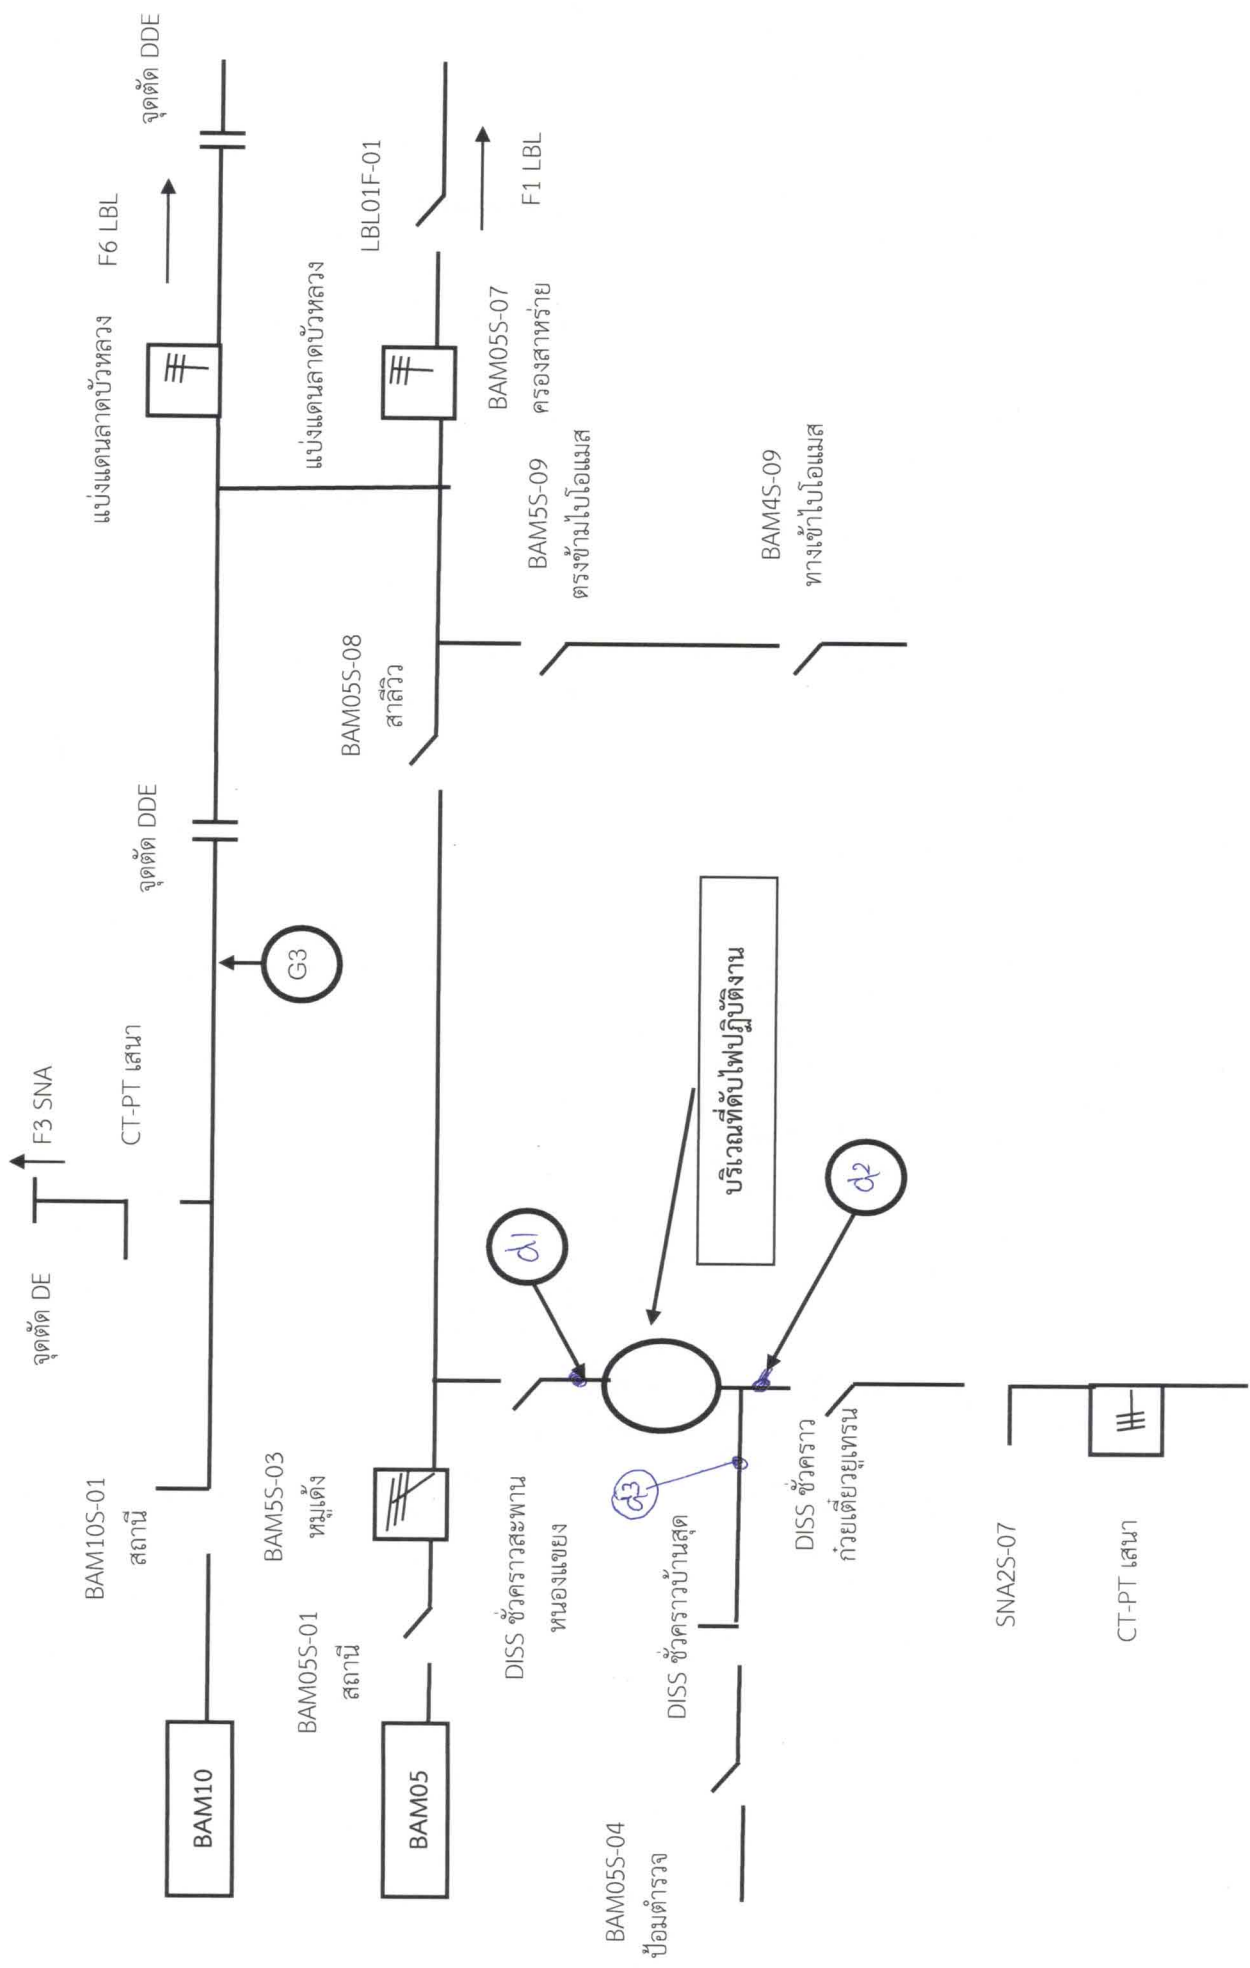 จุดตัด DE
F3 SNA
CT-PT เสนา
BAM10S-01
สถานี
BAM10
G3
จุดตัด DDE
แบ่งแดนลาดบัวหลวง
F6 LBL
จุดตัด DDE
BAM05
BAM05S-01
สถานี
BAM5S-03
หมูเด้ง
BAM05S-08
สาลีวิว
แบ่งแดนลาดบัวหลวง
LBL01F-01
BAM05S-07
ครองสาหร่าย
F1 LBL
BAM5S-09
ตรงข้ามไบโอแมส
BAM4S-09
ทางเข้าไบโอแมส
DISS ชั่วคราวสะพาน
หนองแขยง
บริเวณที่ดับไฟปฏิบัติงาน
BAM05S-04
ป้อมตำรวจ
DISS ชั่วคราวบ้านสุด
DISS ชั่วคราว
ก๋วยเตี๋ยวยูเทรน
SNA2S-07
CT-PT เสนา